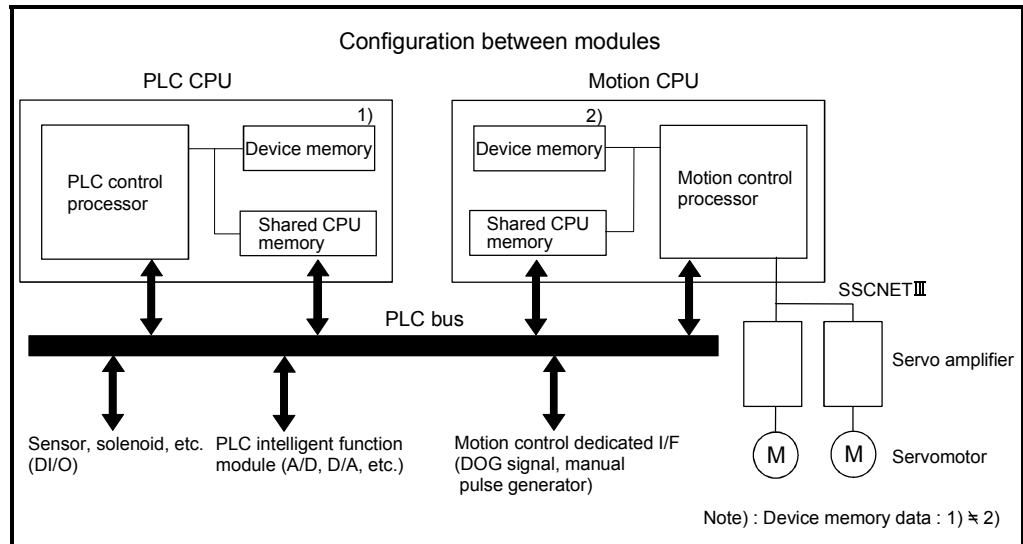 Configuration between modules
PLC CPU
Motion CPU
1)
Device memory
PLC control
processor
Shared CPU
memory
2)
Device memory
Motion control
processor
Shared CPU
memory
SSCNETⅢ
PLC bus
Servo amplifier
Sensor, solenoid, etc.
(DI/O)
PLC intelligent function
module (A/D, D/A, etc.)
Motion control dedicated I/F
(DOG signal, manual
pulse generator)
M
M
Servomotor
Note) : Device memory data : 1) ≒ 2)